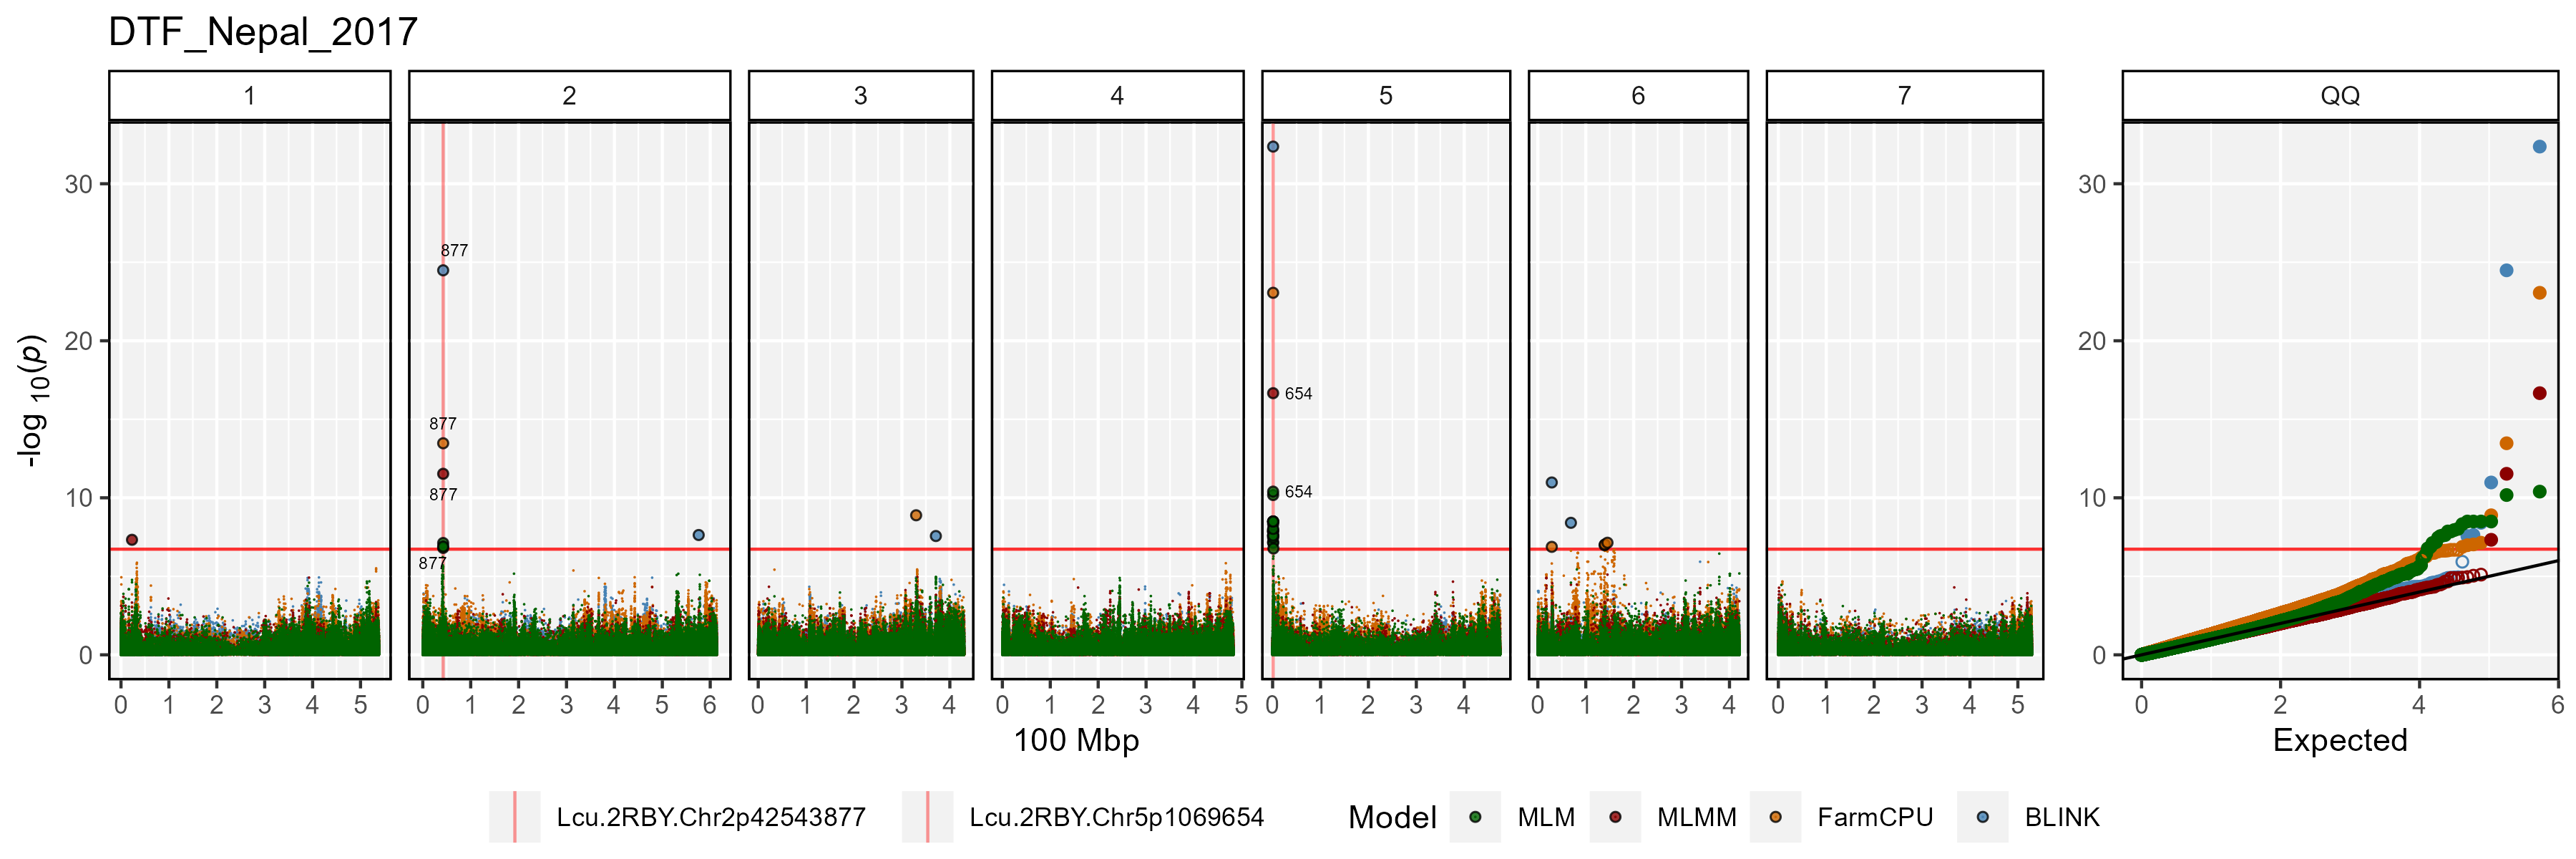 DTF_Nepal_2017
1 2 3 4 5 6 7 QQ
30 30
877
20 20
877
654
10 877 654 10
877
0 0
0 1 2 3 4 5 0 1 2 3 4 5 6 0 1 2 3 4 0 1 2 3 4 5 0 1 2 3 4 0 1 2 3 4 0 1 2 3 4 5 0 2 4 6
-log 10(p)
100 Mbp Expected
Lcu.2RBY.Chr2p42543877 Lcu.2RBY.Chr5p1069654 Model MLM MLMM FarmCPU BLINK